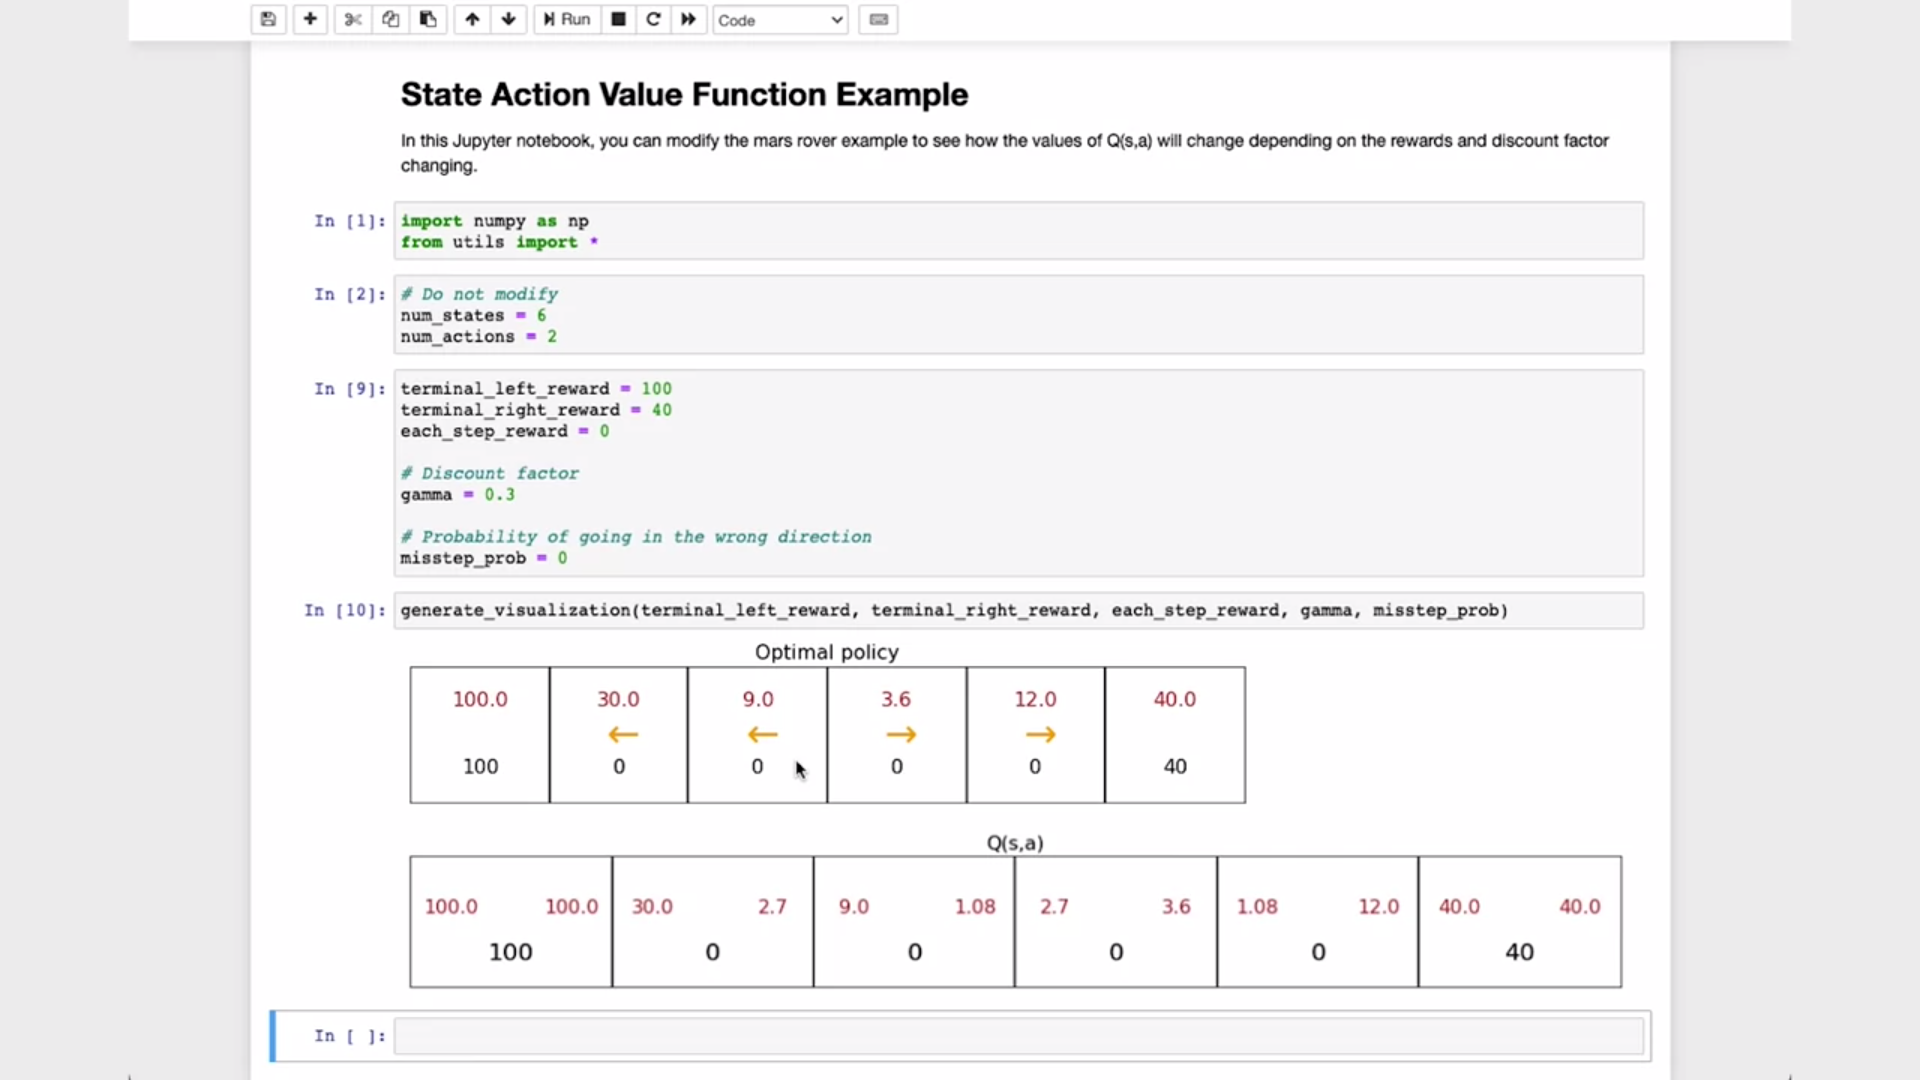 Run
Code
State Action Value Function Example
In this Jupyter notebook, you can modify the mars rover example to see how the values of Q(s,a) will change depending on the rewards and discount factor
changing.
In [1]: import numpy as np
from utils import *
In [2]: # Do not modify
num_states = 6
num_actions = 2
In [9]: terminal_left_reward = 100
terminal_right_reward = 40
each_step_reward = 0
# Discount factor
gamma = 0.3
# Probability of going in the wrong direction
misstep_prob = 0
In [10]: generate_visualization(terminal_left_reward, terminal_right_reward, each_step_reward, gamma, misstep_prob)
Optimal policy
100.0 30.0 9.0 3.6 12.0 40.0
← ← → →
100 0 0 0 0 40
Q(s,a)
100.0 100.0 30.0 2.7 9.0 1.08 2.7 3.6 1.08 12.0 40.0 40.0
100 0 0 0 0 40
In [ ]: